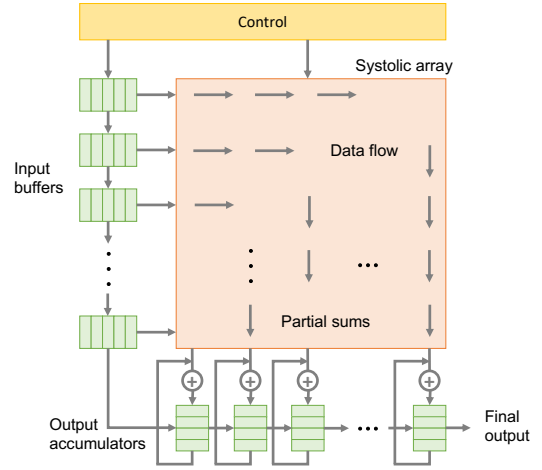 Control
Systolic array
Data flow
Input
buffers
Partial sums
Output
accumulators
Final
output